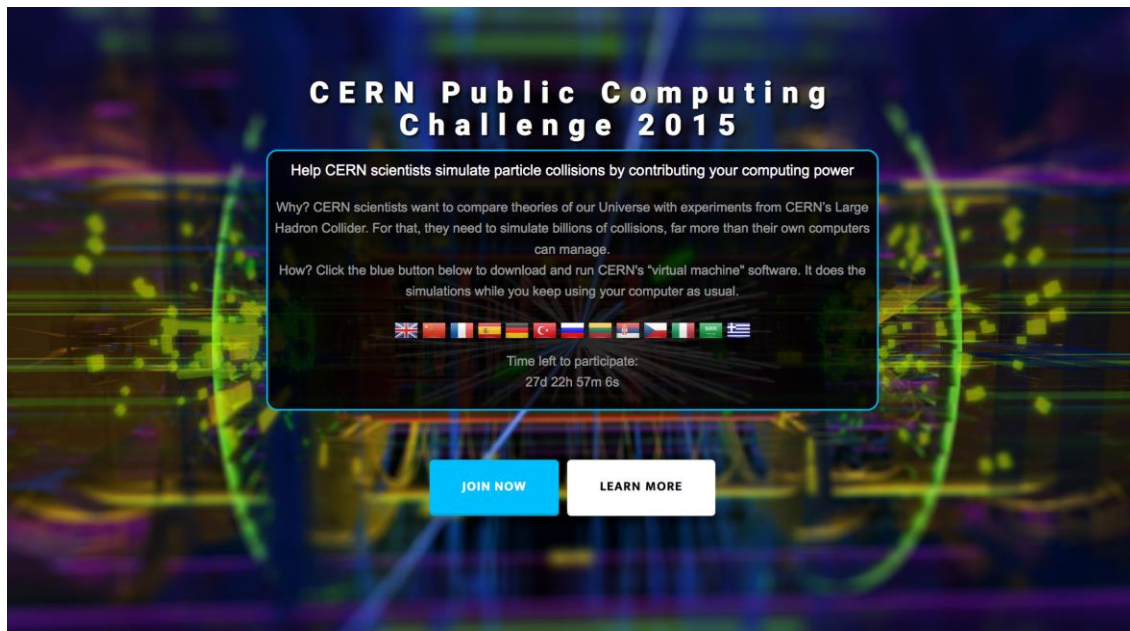 CERN Public Computing
Challenge 2015
Help CERN scientists simulate particle collisions by contributing your computing power
Why? CERN scientists want to compare theories of our Universe with experiments from CERN's Large
Hadron Collider. For that, they need to simulate billions of collisions, far more than their own computers
can manage.
How? Click the blue button below to download and run CERN's "virtual machine" software. It does the
simulations while you keep using your computer as usual.
Time left to participate:
27d 22h 57m 6s
JOIN NOW
LEARN MORE